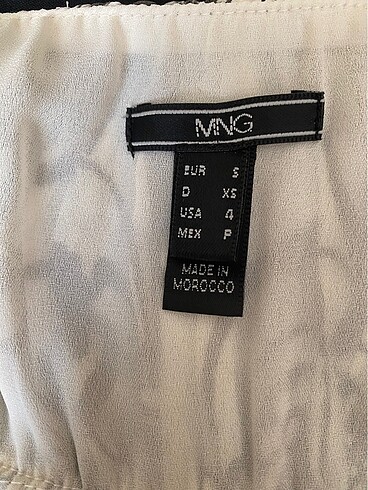 MNG
EUR S
D XS
USA 4
MEX P
MADE IN
MOROCCO